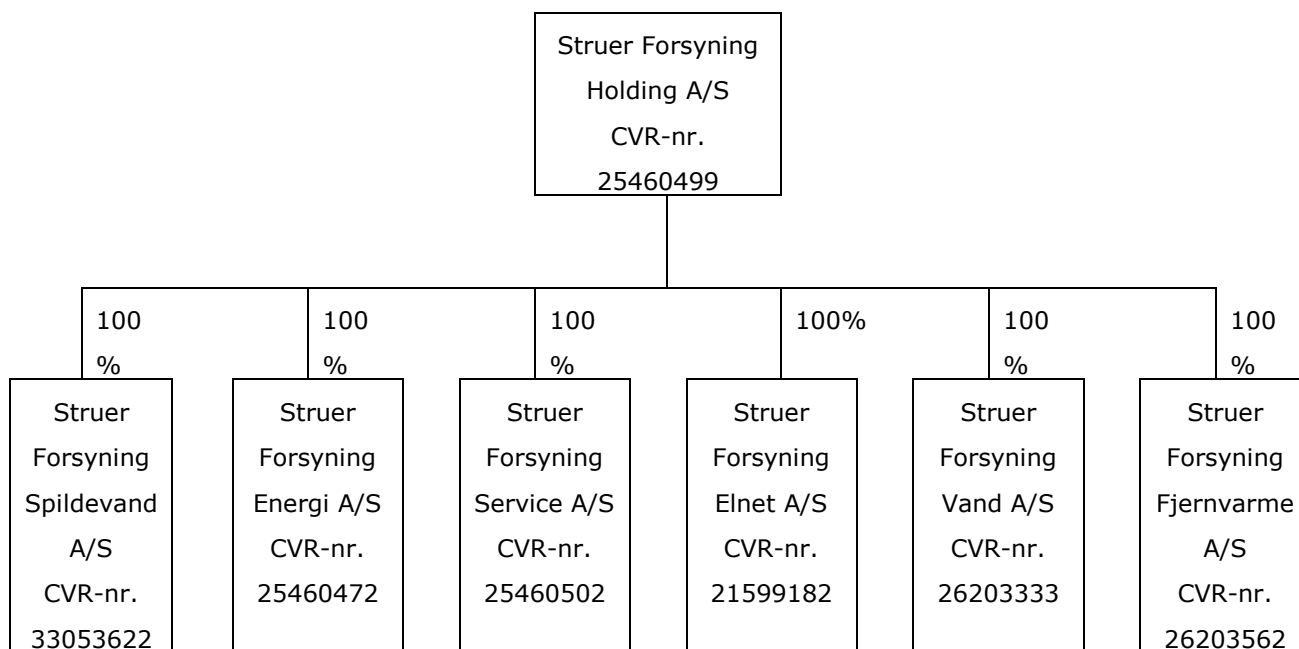 Struer Forsyning
Holding A/S
CVR-nr.
25460499
100
%
100
%
100
%
100%
100
%
100
%
Struer
Forsyning
Spildevand
A/S
CVR-nr.
33053622
Struer
Forsyning
Energi A/S
CVR-nr.
25460472
Struer
Forsyning
Service A/S
CVR-nr.
25460502
Struer
Forsyning
Elnet A/S
CVR-nr.
21599182
Struer
Forsyning
Vand A/S
CVR-nr.
26203333
Struer
Forsyning
Fjernvarme
A/S
CVR-nr.
26203562